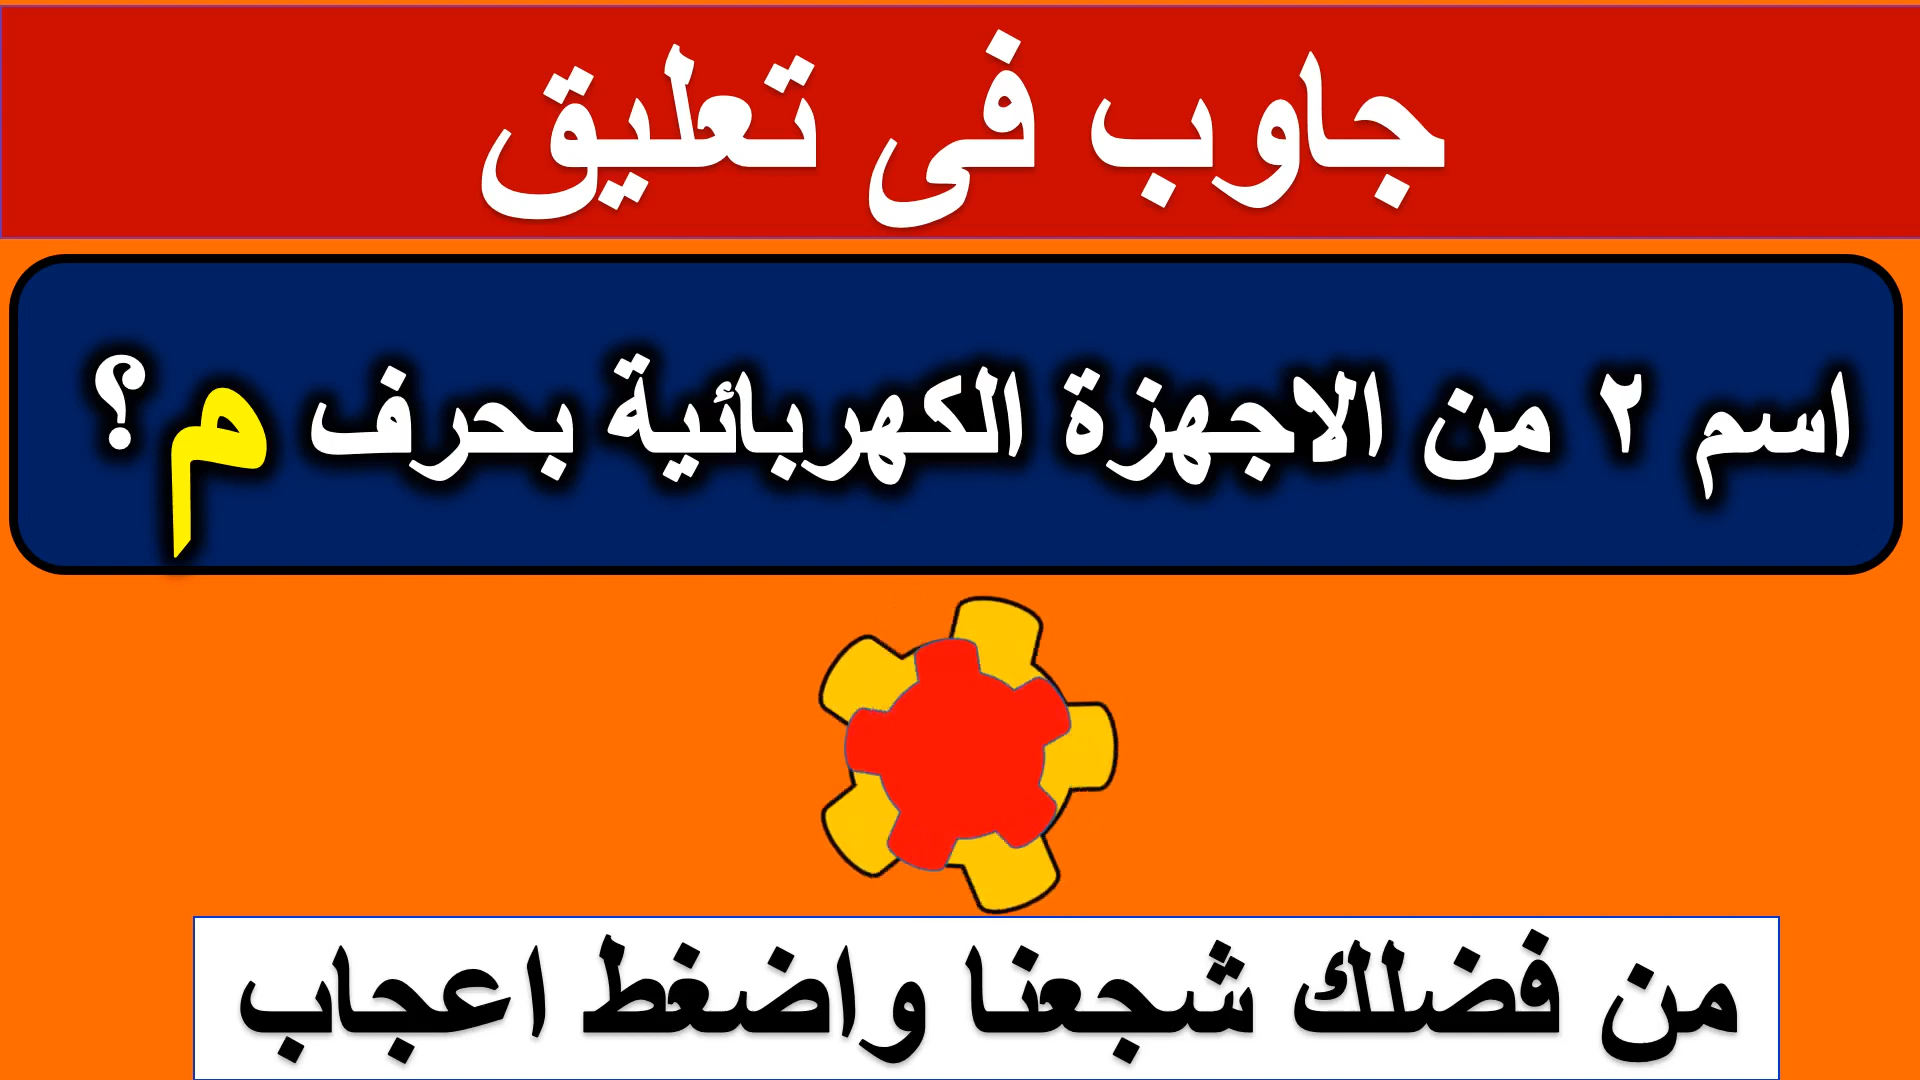 جاوب فى تعليق
اسم ٢ من الاجهزة الكهربائية بحرف م ؟
من فضلك شجعنا واضغط اعجاب